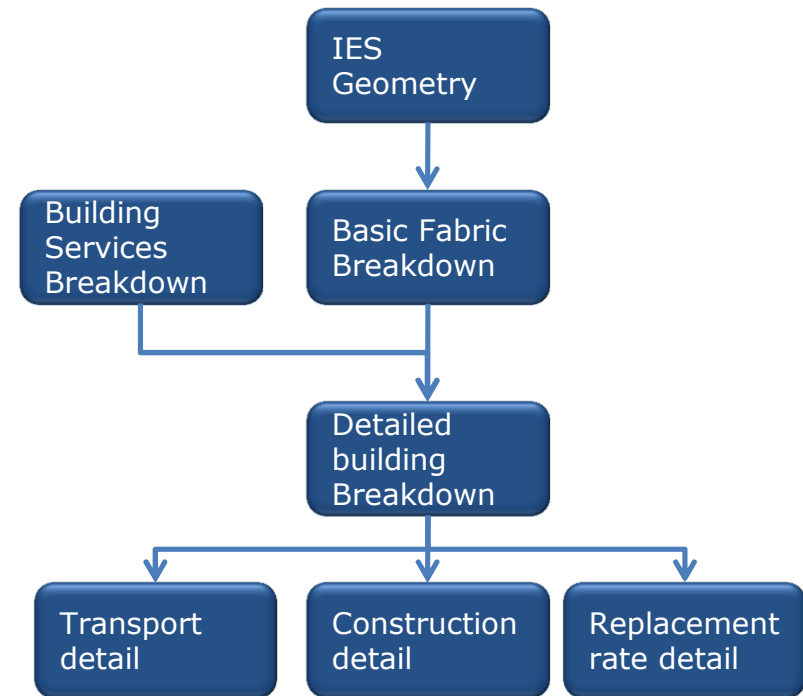 IES
Geometry
Building
Services
Breakdown
Basic Fabric
Breakdown
Detailed
building
Breakdown
Transport
detail
Construction
detail
Replacement
rate detail